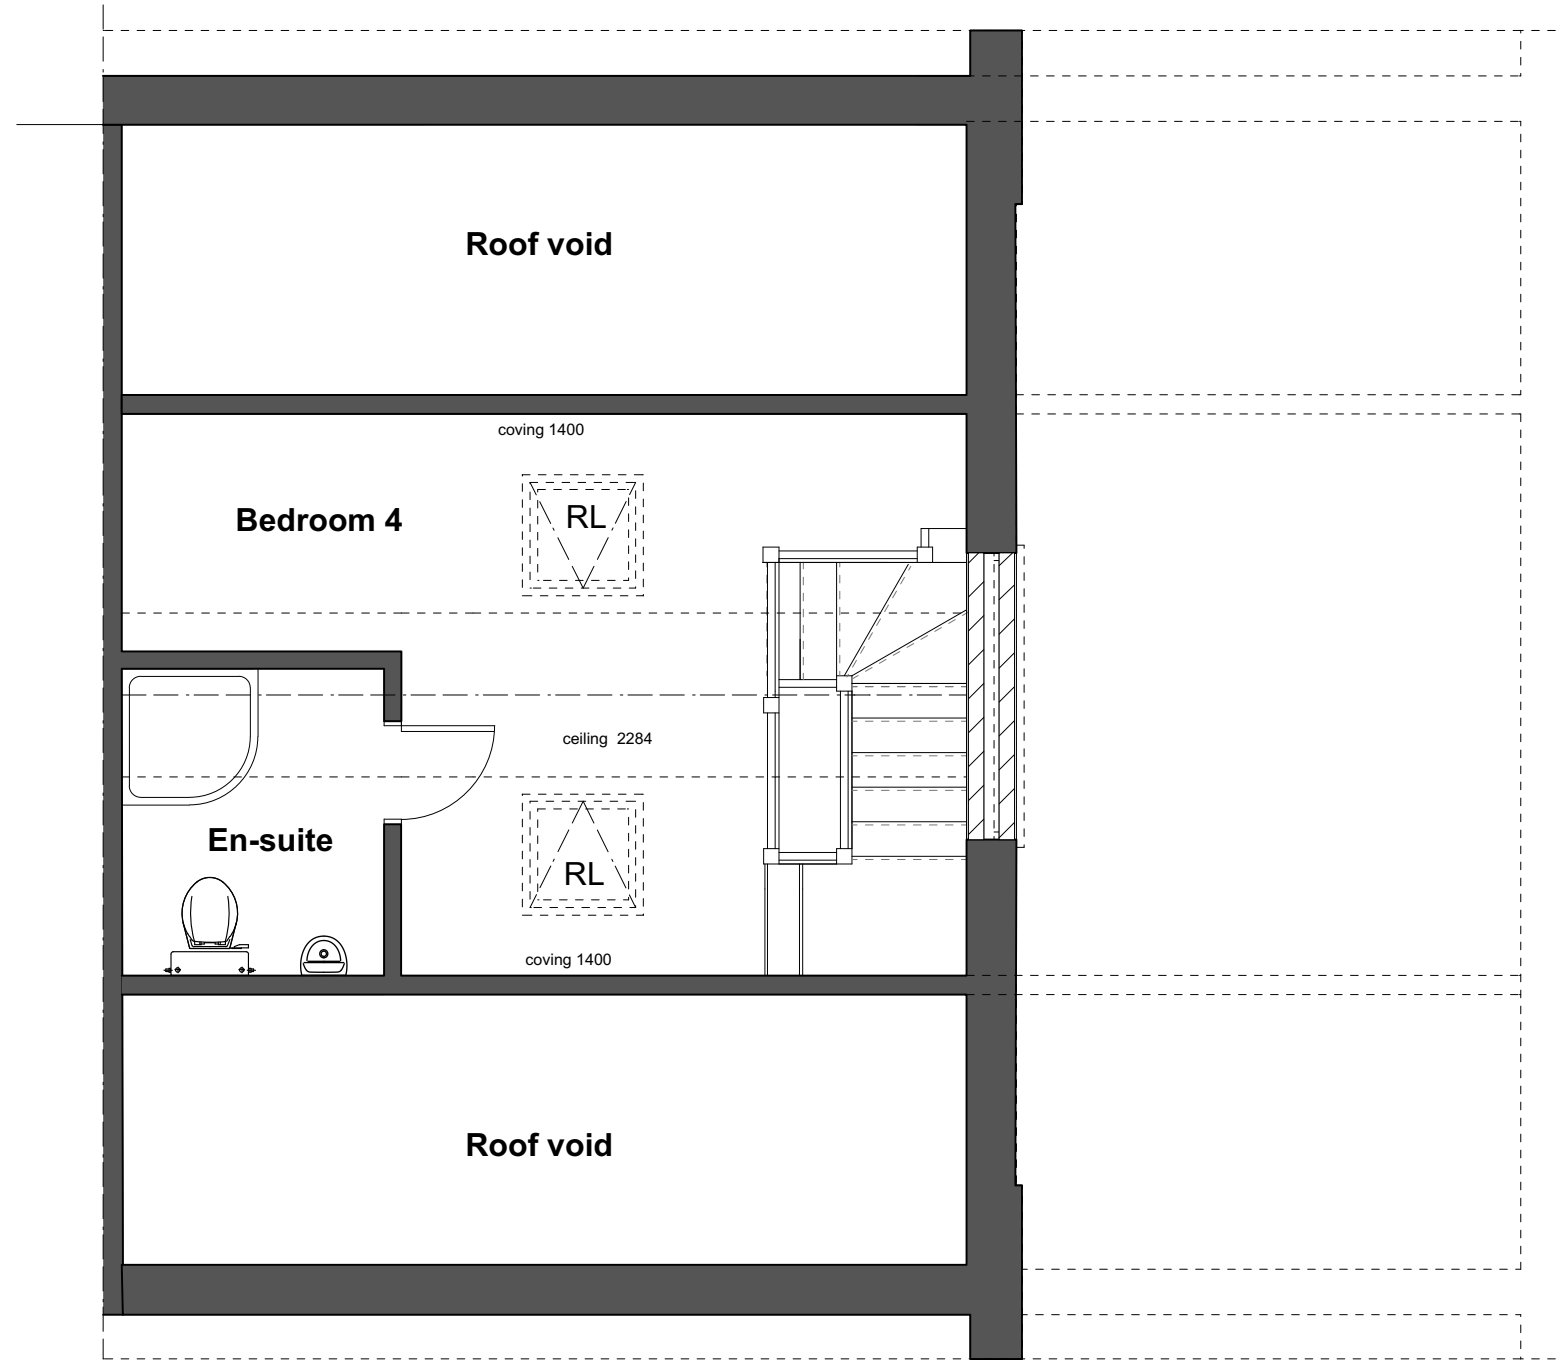 Roof void
coving 1400
RL
Bedroom 4
ceiling 2284
En-suite
RL
coving 1400
Roof void